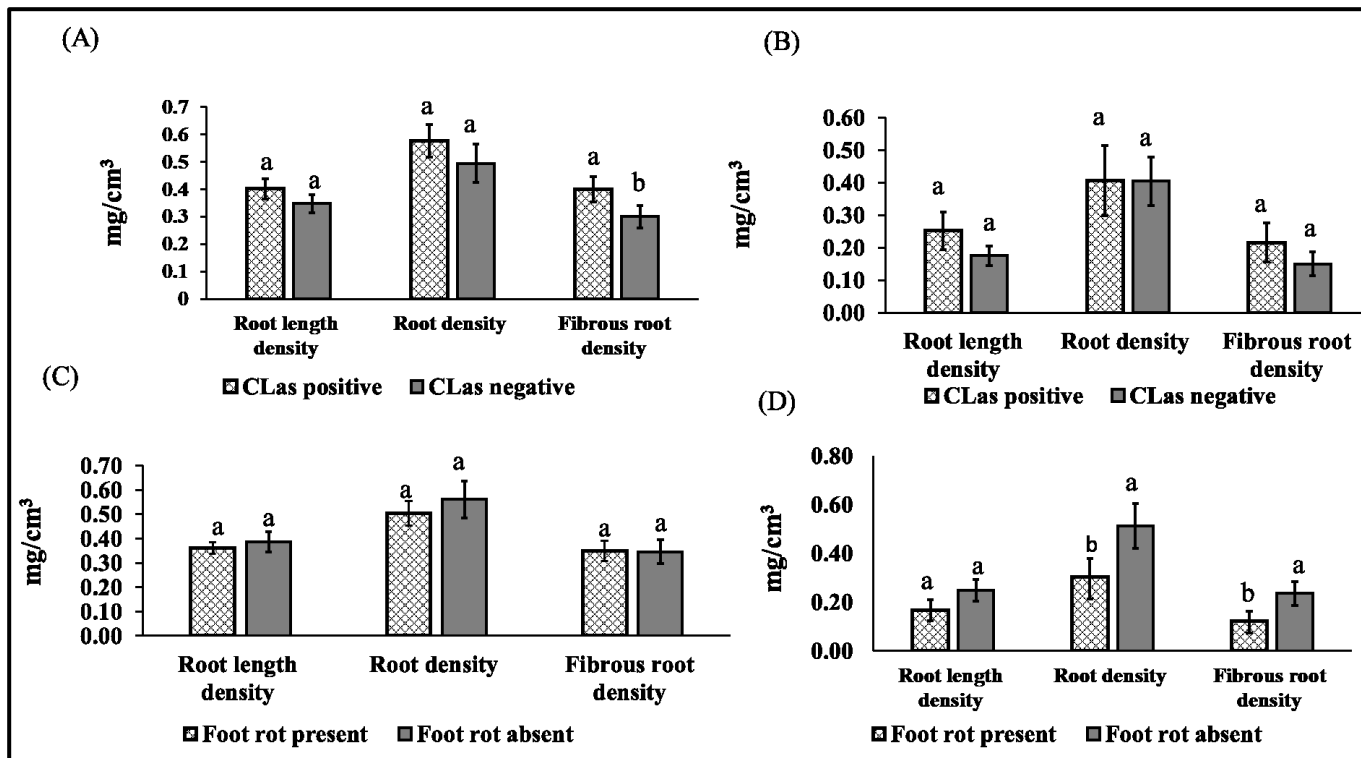 (A)
0.7
0.6
0.5
0.4
0.3
0.2
0.1
0
mg/cm³
a
a
a
a
a
b
Root length density
Root density
Fibrous root density
CLas positive
CLas negative
(B)
0.60
0.50
0.40
0.30
0.20
0.10
0.00
mg/cm³
a
a
a
a
a
a
Root length density
Root density
Fibrous root density
CLas positive
CLas negative
(C)
0.70
0.60
0.50
0.40
0.30
0.20
0.10
0.00
mg/cm³
a
a
a
a
a
a
Root length density
Root density
Fibrous root density
Foot rot present
Foot rot absent
(D)
0.80
0.60
0.40
0.20
0.00
mg/cm³
a
a
b
a
b
a
Root length density
Root density
Fibrous root density
Foot rot present
Foot rot absent